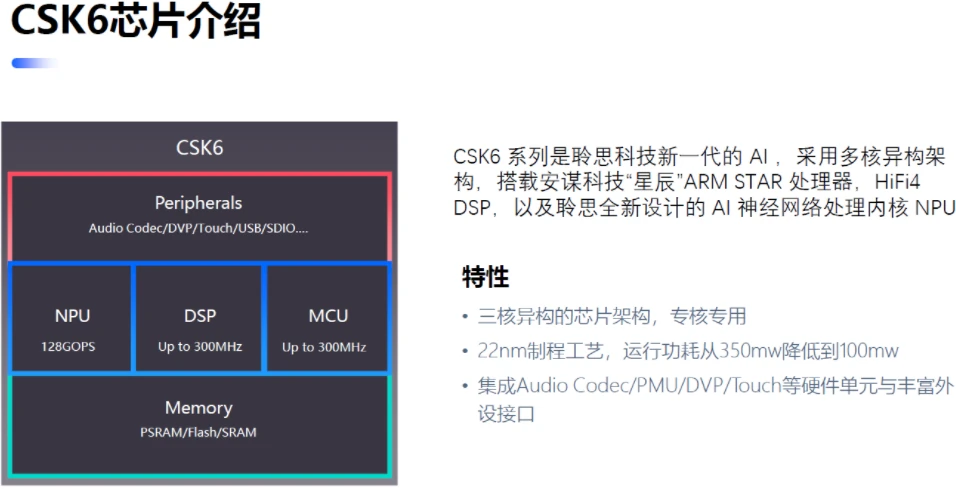 CSK6芯片介绍
CSK6
Peripherals
Audio Codec/DVP/Touch/USB/SDIO....
NPU
128GOPS
DSP
Up to 300MHz
MCU
Up to 300MHz
Memory
PSRAM/Flash/SRAM
CSK6 系列是聆思科技新一代的 AI ，采用多核异构架
构，搭载安谋科技“星辰”ARM STAR 处理器，HiFi4
DSP，以及聆思全新设计的 AI 神经网络处理内核 NPU
特性
• 三核异构的芯片架构，专核专用
• 22nm制程工艺，运行功耗从350mw降低到100mw
• 集成Audio Codec/PMU/DVP/Touch等硬件单元与丰富外
设接口